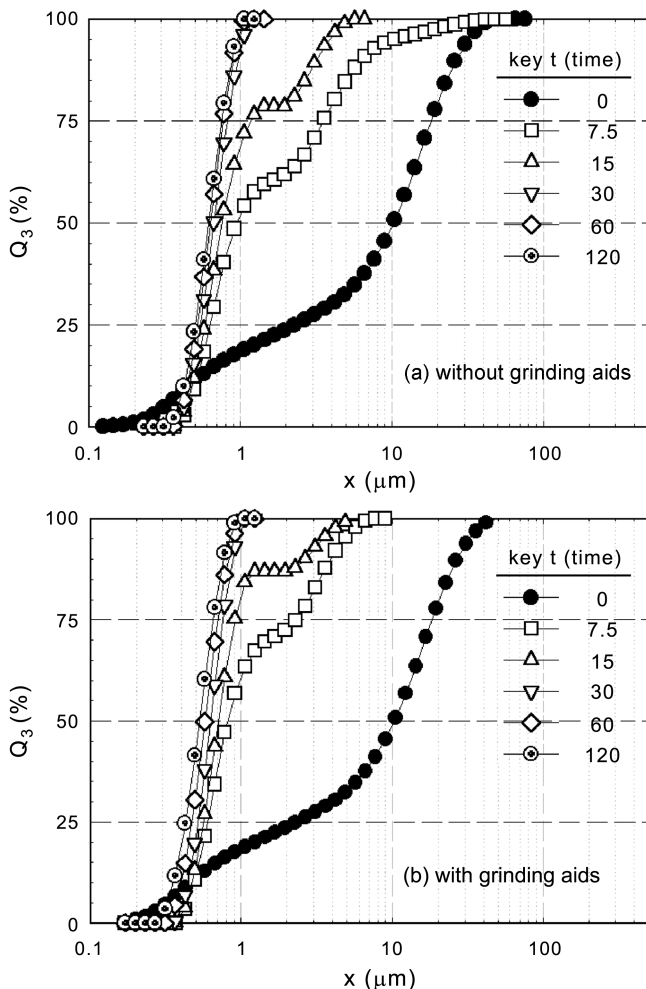 100
75
50
25
0
Q3 (%)
key t (time)
0
7.5
15
30
60
120
(a) without grinding aids
0.1 1 10 100
x (μm)
100
75
50
25
0
Q3 (%)
key t (time)
0
7.5
15
30
60
120
(b) with grinding aids
0.1 1 10 100
x (μm)